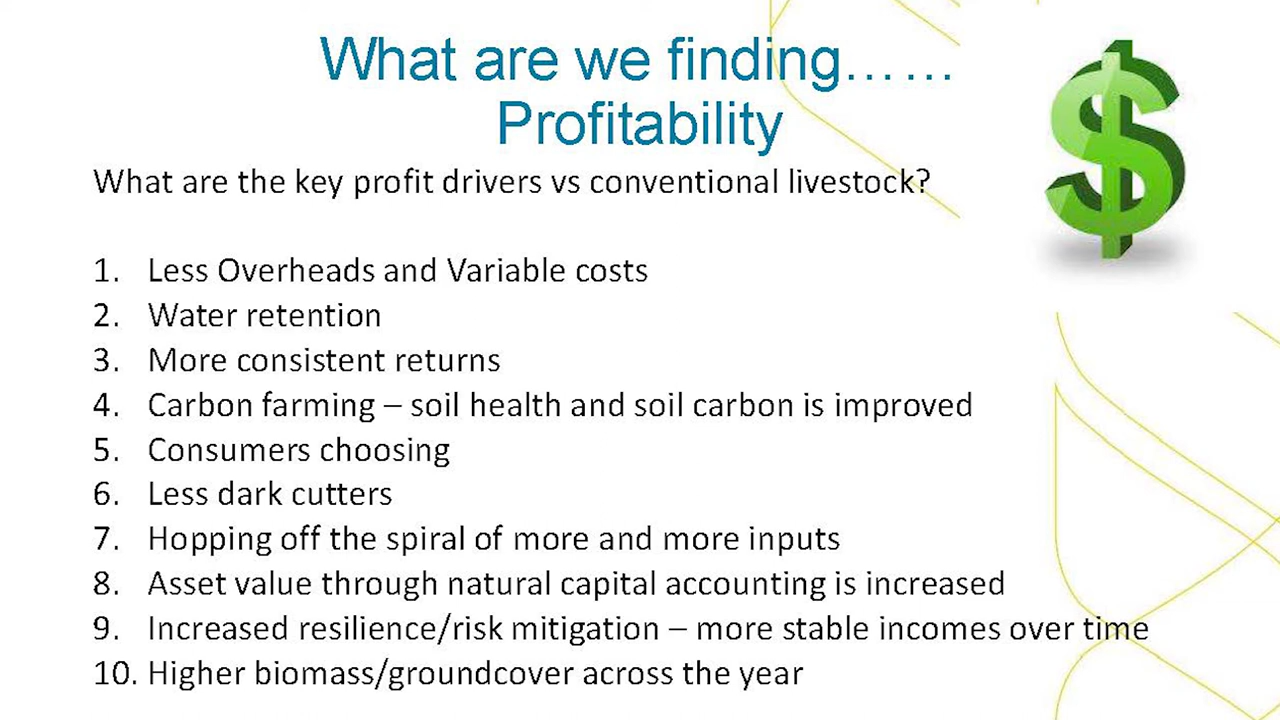 What are we finding……
Profitability
What are the key profit drivers vs conventional livestock?
1. Less Overheads and Variable costs
2. Water retention
3. More consistent returns
4. Carbon farming – soil health and soil carbon is improved
5. Consumers choosing
6. Less dark cutters
7. Hopping off the spiral of more and more inputs
8. Asset value through natural capital accounting is increased
9. Increased resilience/risk mitigation – more stable incomes over time
10. Higher biomass/groundcover across the year
$